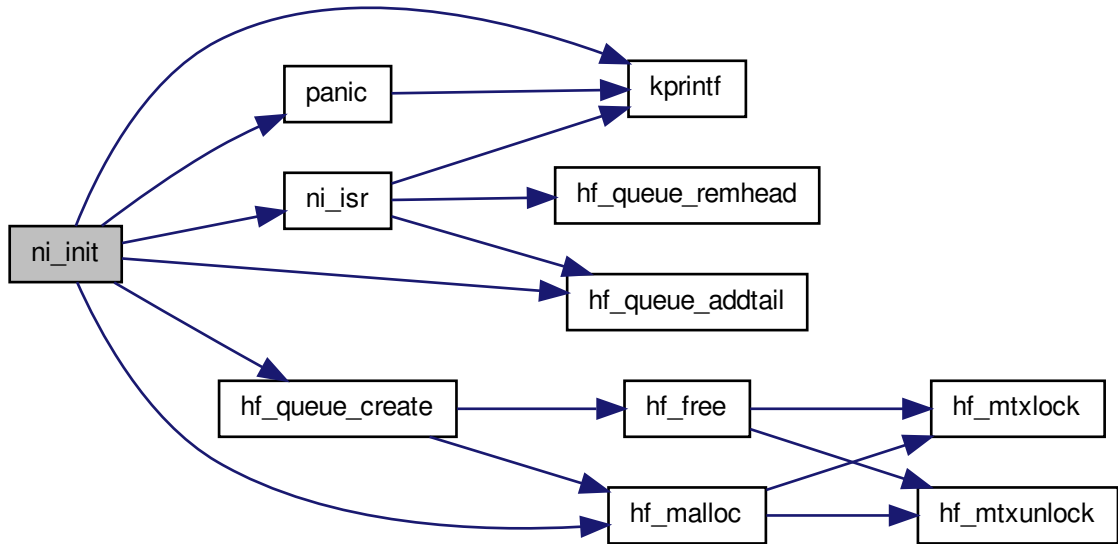 kprintf
panic
ni_isr
hf_queue_remhead
ni_init
hf_queue_addtail
hf_queue_create
hf_free
hf_mtxlock
hf_malloc
hf_mtxunlock